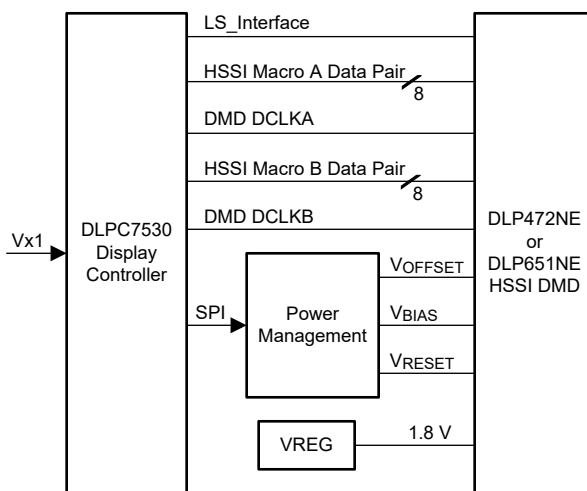 LS_Interface
HSSI Macro A Data Pair
8
DMD DCLKA
HSSI Macro B Data Pair
8
DMD DCLKB
Vx1
DLPC7530
Display
Controller
SPI
Power
Management
VOFFSET
VBIAS
VRESET
VREG
1.8 V
DLP472NE
or
DLP651NE
HSSI DMD